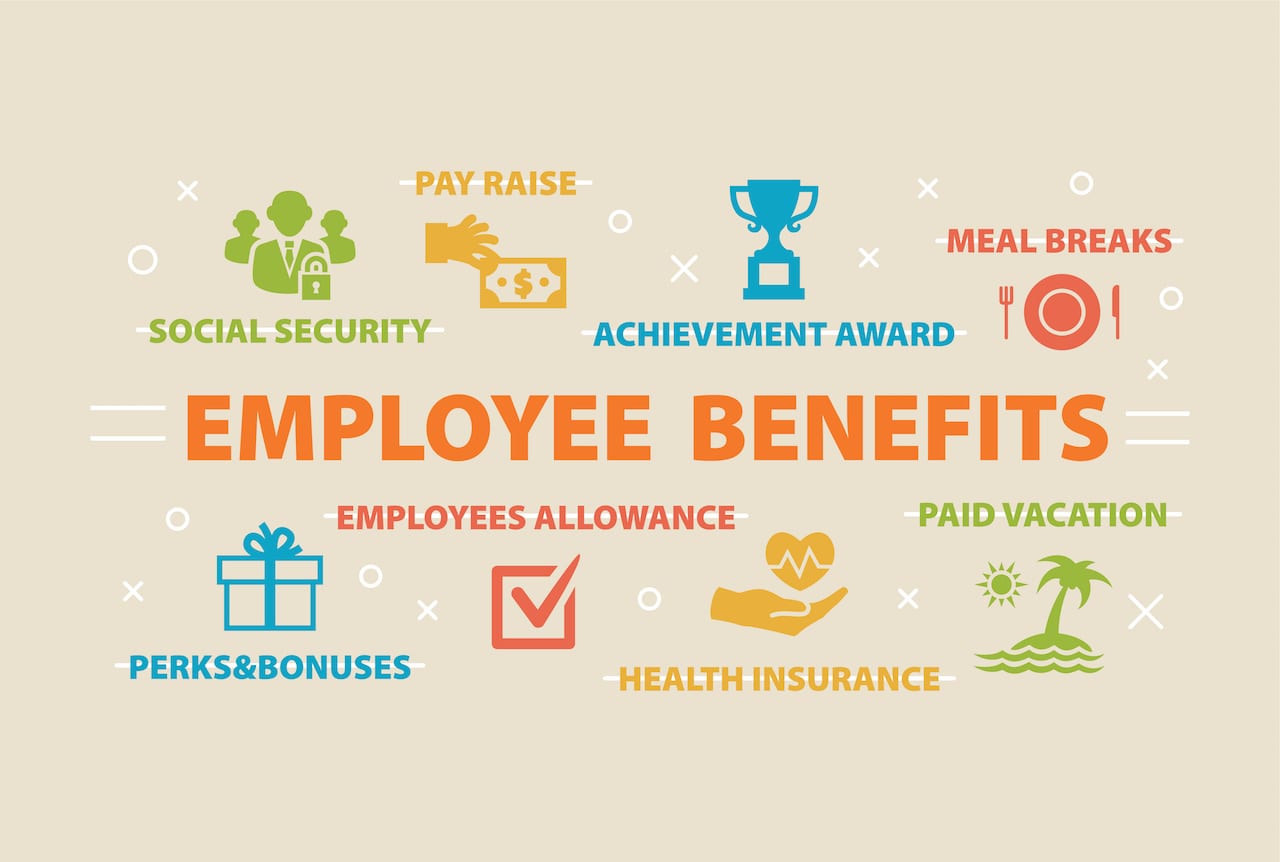 PAY RAISE
SOCIAL SECURITY
$
ACHIEVEMENT AWARD
MEAL BREAKS
EMPLOYEE BENEFITS
EMPLOYEES ALLOWANCE
PAID VACATION
PERKS&BONUSES
HEALTH INSURANCE